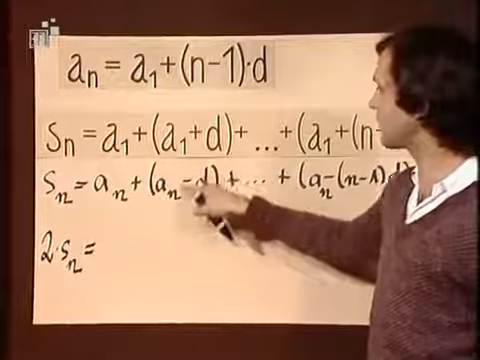 aₙ = a₁ + (n-1)·d
Sₙ = a₁ + (a₁+d) + ... + (a₁ + (n-
Sₙ = aₙ + (aₙ - d) + ... + (aₙ - (n-1)d)
2·Sₙ =